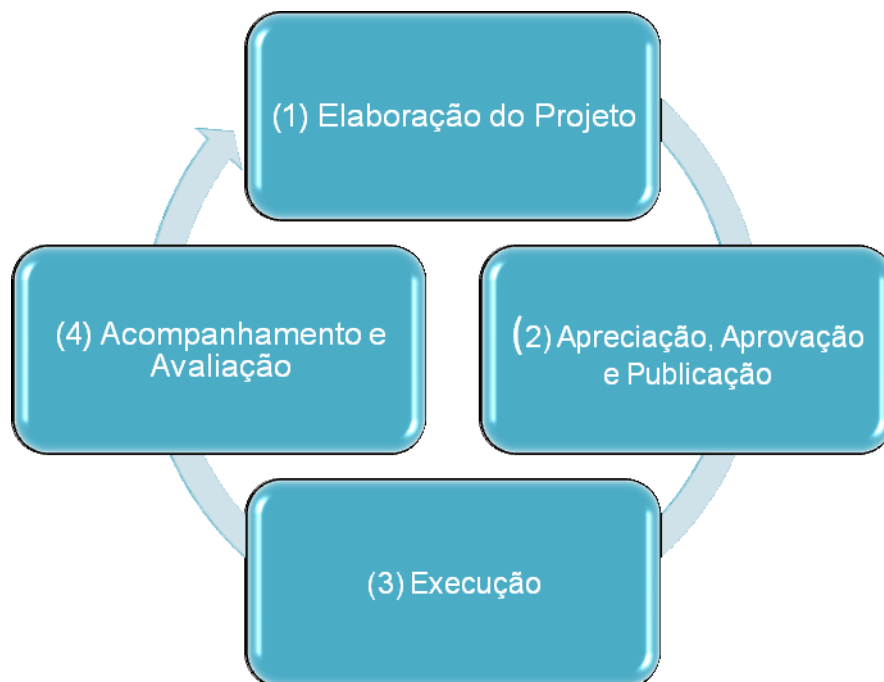 (1) Elaboração do Projeto
(2) Apreciação, Aprovação
e Publicação
(3) Execução
(4) Acompanhamento e
Avaliação